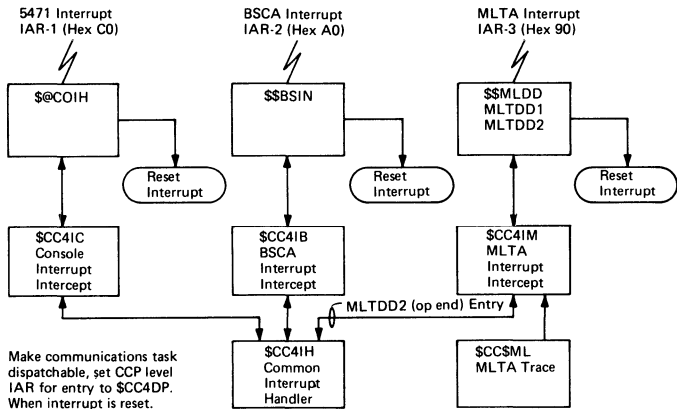 5471 Interrupt
IAR-1 (Hex C0)
BSCA Interrupt
IAR-2 (Hex A0)
MLTA Interrupt
IAR-3 (Hex 90)
$@COIH
$$BSIN
$$MLDD
MLTDD1
MLTDD2
Reset
Interrupt
Reset
Interrupt
Reset
Interrupt
$CC4IC
Console
Interrupt
Intercept
$CC4IB
BSCA
Interrupt
Intercept
$CC4IM
MLTA
Interrupt
Intercept
MLTDD2 (op end) Entry
Make communications task
dispatchable, set CCP level
IAR for entry to $CC4DP.
When interrupt is reset.
$CC4IH
Common
Interrupt
Handler
$CC$ML
MLTA Trace